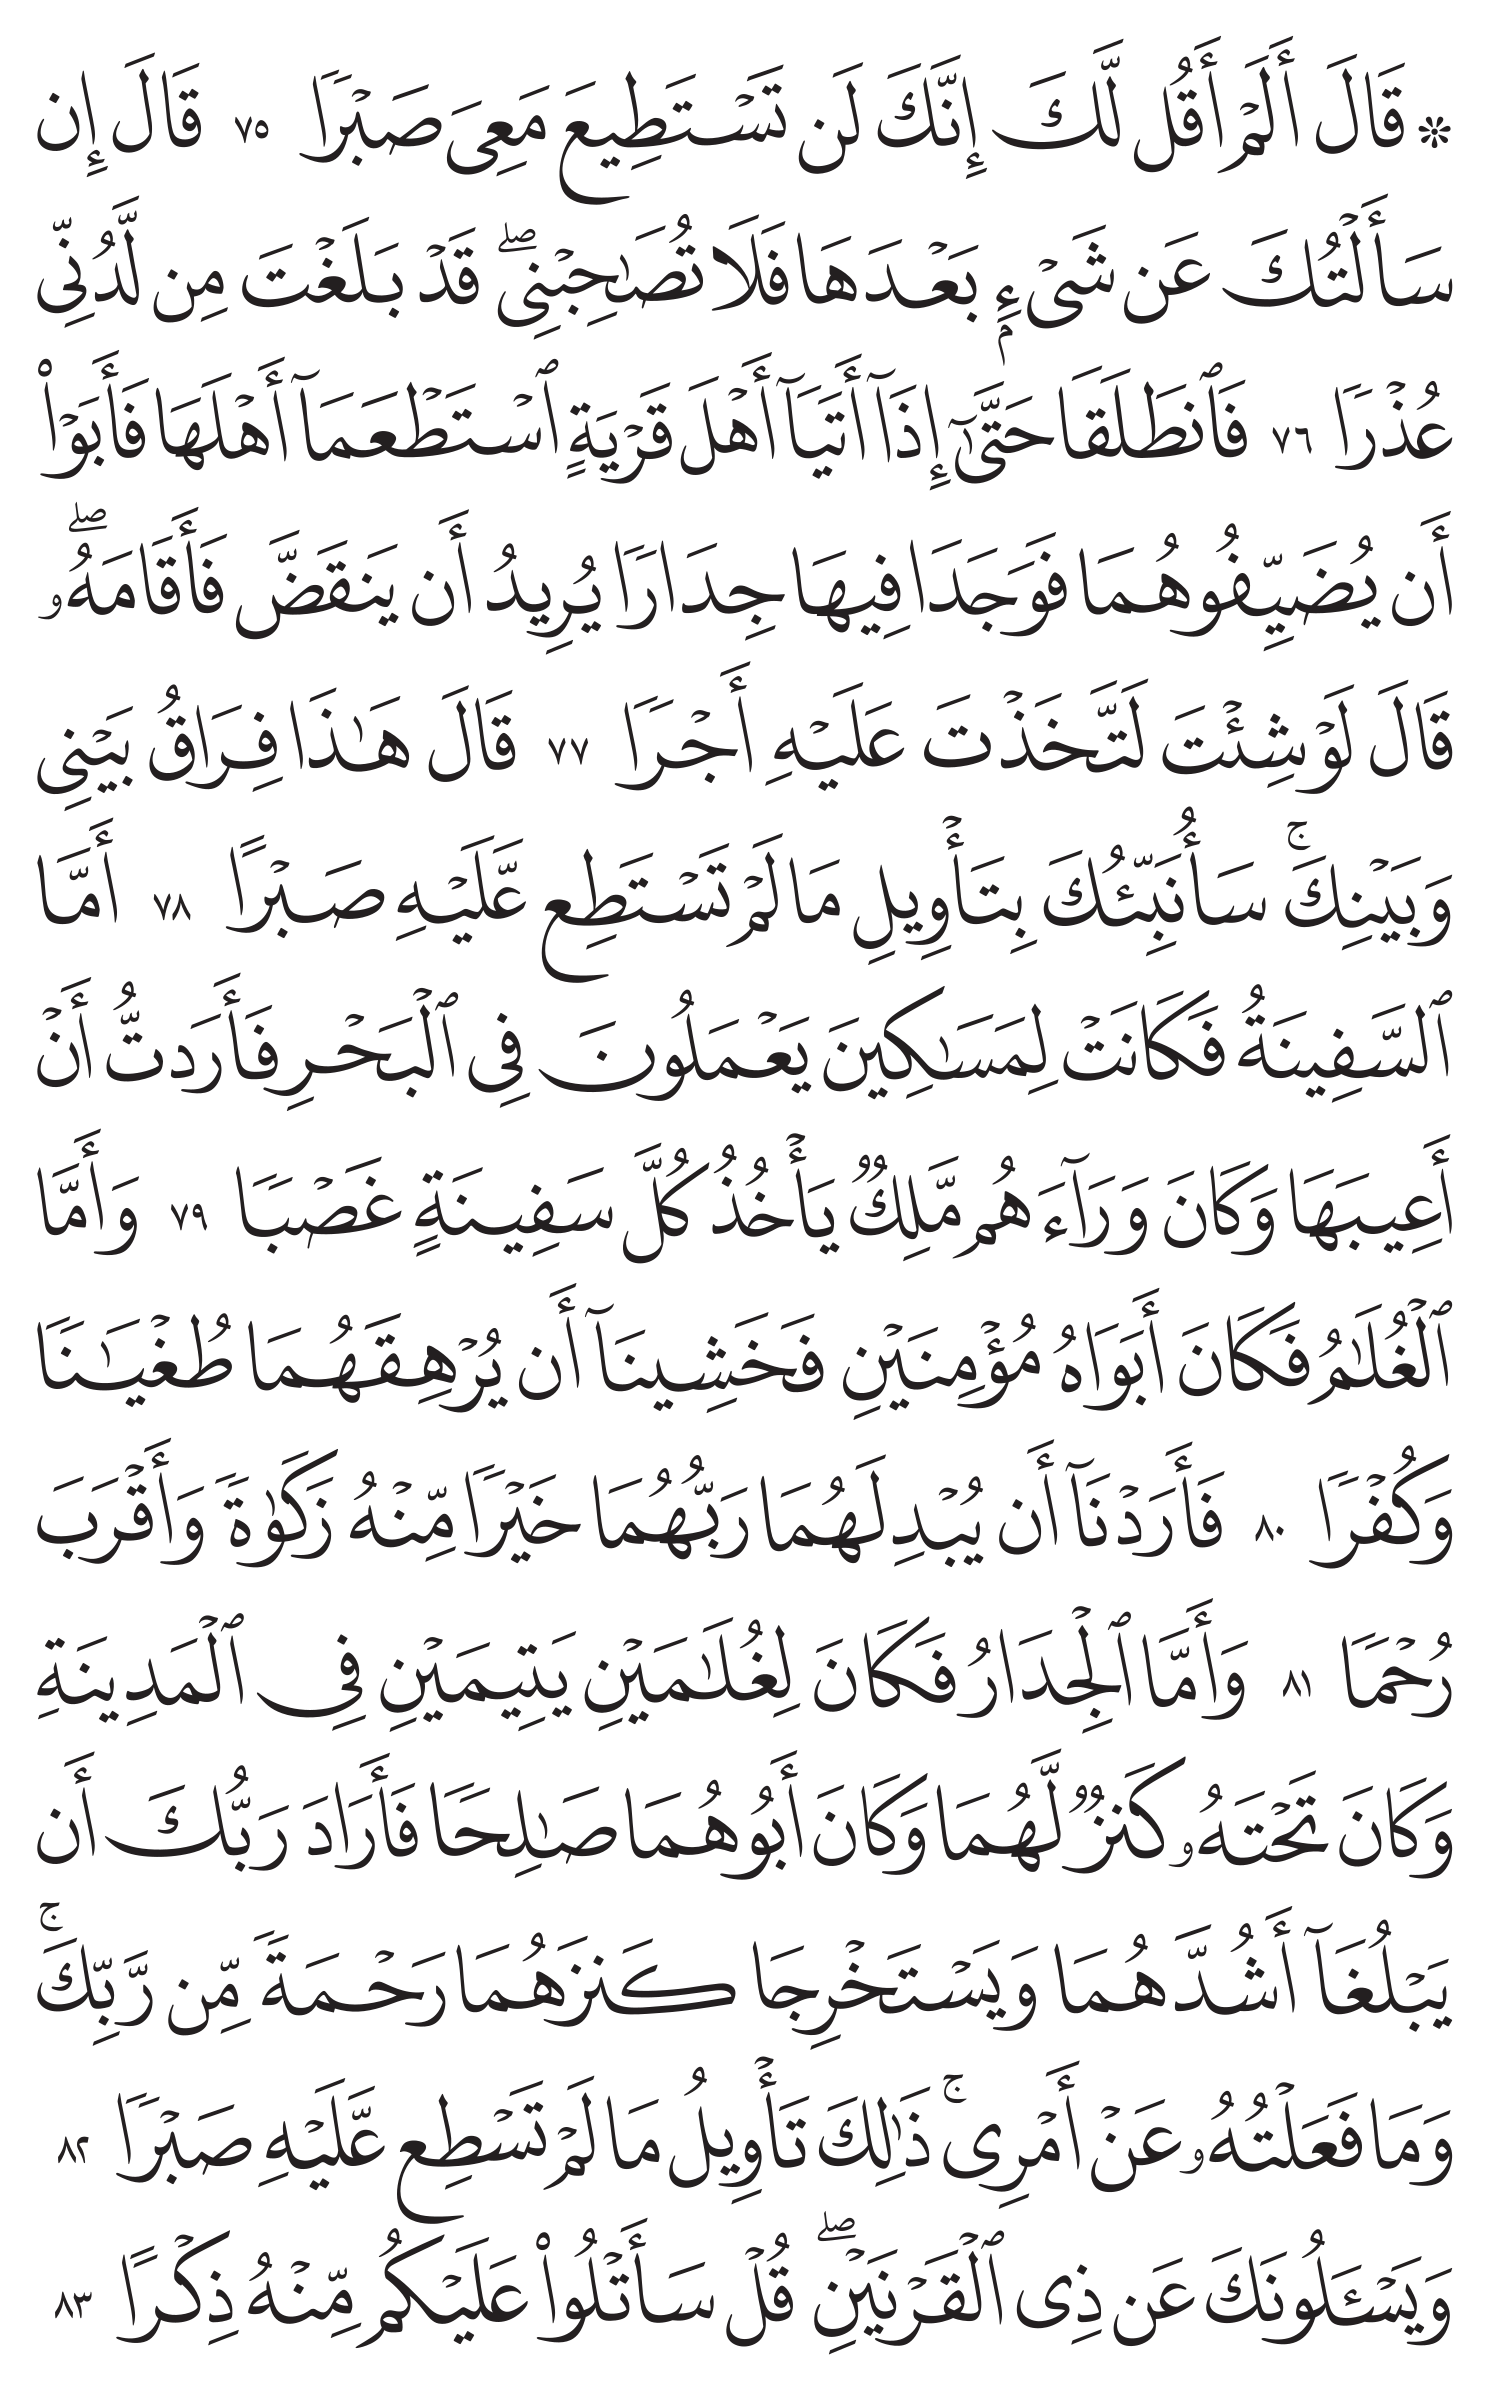 ۞ قَالَ أَلَمْ أَقُل لَّكَ إِنَّكَ لَن تَسْتَطِيعَ مَعِىَ صَبْرًا ٧٥ قَالَ إِن
سَأَلْتُكَ عَن شَىْءٍۭ بَعْدَهَا فَلَا تُصَـٰحِبْنِى ۖ قَدْ بَلَغْتَ مِن لَّدُنِّى
عُذْرًا ٧٦ فَٱنطَلَقَا حَتَّىٰٓ إِذَآ أَتَيَآ أَهْلَ قَرْيَةٍ ٱسْتَطْعَمَآ أَهْلَهَا فَأَبَوْا۟
أَن يُضَيِّفُوهُمَا فَوَجَدَا فِيهَا جِدَارًا يُرِيدُ أَن يَنقَضَّ فَأَقَامَهُۥ ۖ
قَالَ لَوْ شِئْتَ لَتَّخَذْتَ عَلَيْهِ أَجْرًا ٧٧ قَالَ هَـٰذَا فِرَاقُ بَيْنِى
وَبَيْنِكَ ۚ سَأُنَبِّئُكَ بِتَأْوِيلِ مَا لَمْ تَسْتَطِع عَّلَيْهِ صَبْرًا ٧٨ أَمَّا
ٱلسَّفِينَةُ فَكَانَتْ لِمَسَـٰكِينَ يَعْمَلُونَ فِى ٱلْبَحْرِ فَأَرَدتُّ أَنْ
أَعِيبَهَا وَكَانَ وَرَآءَهُم مَّلِكٌ يَأْخُذُ كُلَّ سَفِينَةٍ غَصْبًا ٧٩ وَأَمَّا
ٱلْغُلَـٰمُ فَكَانَ أَبَوَاهُ مُؤْمِنَيْنِ فَخَشِينَآ أَن يُرْهِقَهُمَا طُغْيَـٰنًا
وَكُفْرًا ٨٠ فَأَرَدْنَآ أَن يُبْدِلَهُمَا رَبُّهُمَا خَيْرًا مِّنْهُ زَكَوٰةً وَأَقْرَبَ
رُحْمًا ٨١ وَأَمَّا ٱلْجِدَارُ فَكَانَ لِغُلَـٰمَيْنِ يَتِيمَيْنِ فِى ٱلْمَدِينَةِ
وَكَانَ تَحْتَهُۥ كَنزٌ لَّهُمَا وَكَانَ أَبُوهُمَا صَـٰلِحًا فَأَرَادَ رَبُّكَ أَن
يَبْلُغَآ أَشُدَّهُمَا وَيَسْتَخْرِجَا كَنزَهُمَا رَحْمَةً مِّن رَّبِّكَ ۚ
وَمَا فَعَلْتُهُۥ عَنْ أَمْرِى ۚ ذَٰلِكَ تَأْوِيلُ مَا لَمْ تَسْطِع عَّلَيْهِ صَبْرًا ٨٢
وَيَسْـَٔلُونَكَ عَن ذِى ٱلْقَرْنَيْنِ ۖ قُلْ سَأَتْلُوا۟ عَلَيْكُم مِّنْهُ ذِكْرًا ٨٣